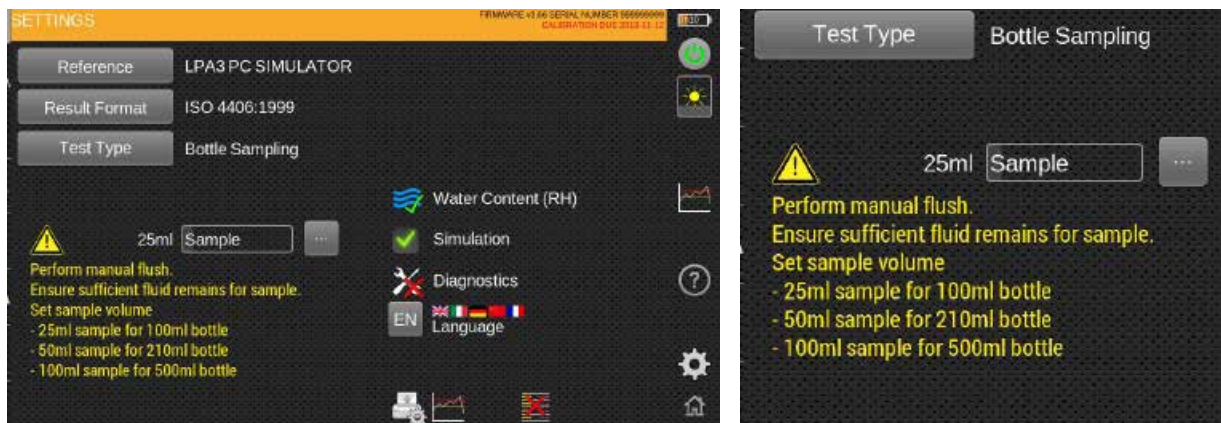 SETTINGS
FIRMWARE v1.66 SERIAL NUMBER 999999999
CALIBRATION DUE 2013-11-12
Reference LPA3 PC SIMULATOR
Result Format ISO 4406:1999
Test Type Bottle Sampling
Water Content (RH)
25ml Sample ...
Simulation
Perform manual flush.
Ensure sufficient fluid remains for sample.
Set sample volume
- 25ml sample for 100ml bottle
- 50ml sample for 210ml bottle
- 100ml sample for 500ml bottle
Diagnostics
EN
Language
?
Test Type Bottle Sampling
25ml Sample ...
Perform manual flush.
Ensure sufficient fluid remains for sample.
Set sample volume
- 25ml sample for 100ml bottle
- 50ml sample for 210ml bottle
- 100ml sample for 500ml bottle